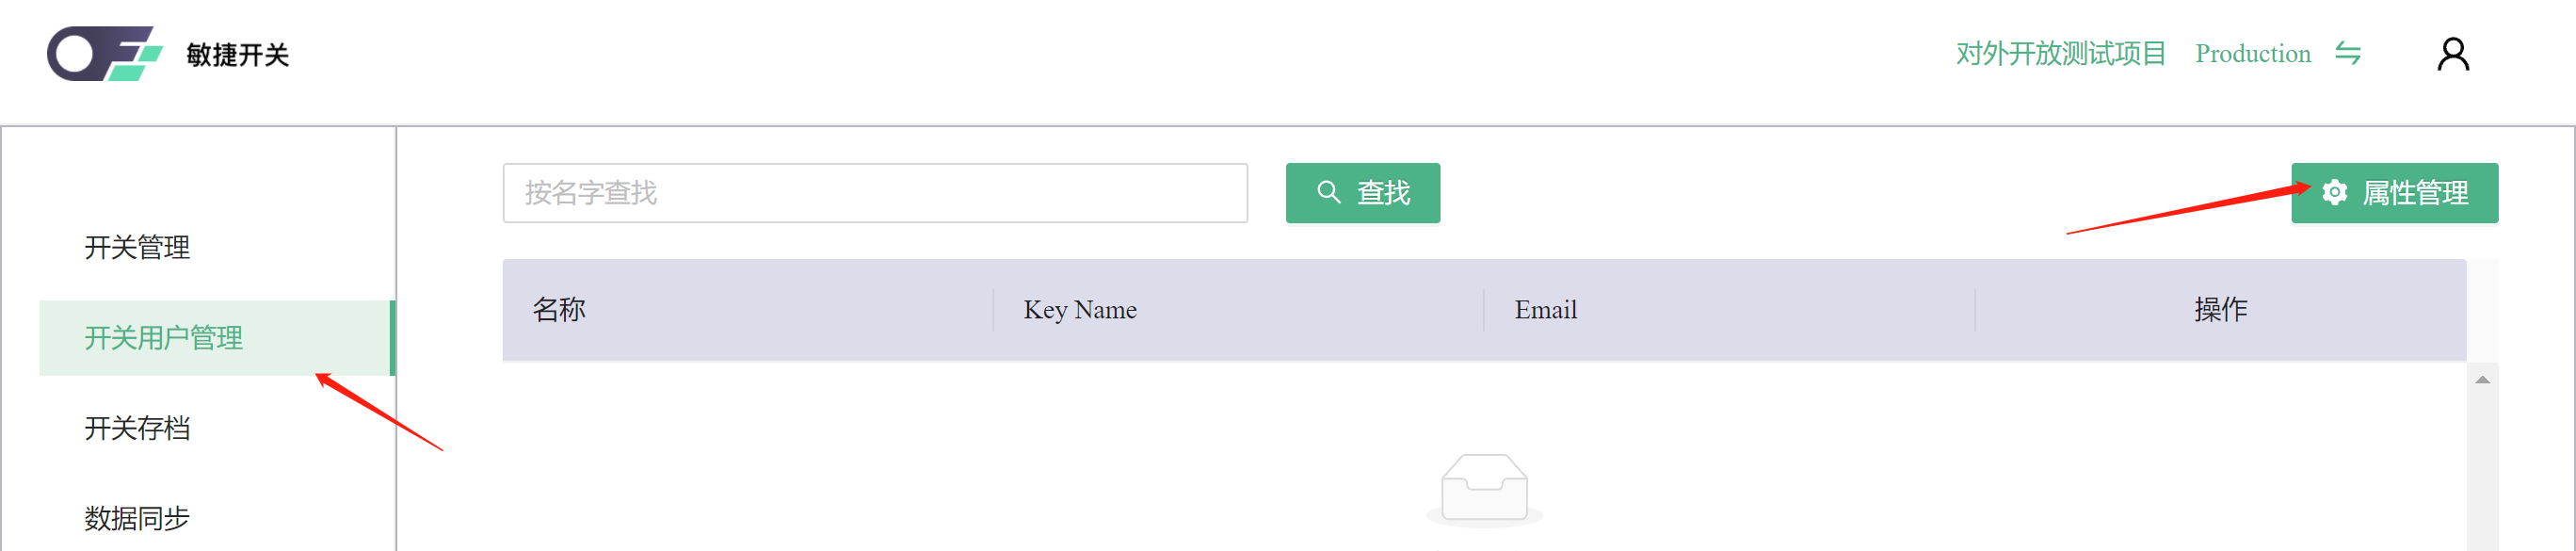 敏捷开关
对外开放测试项目 Production
按名字查找 查找 属性管理
开关管理
开关用户管理
开关存档
数据同步
名称 Key Name Email 操作